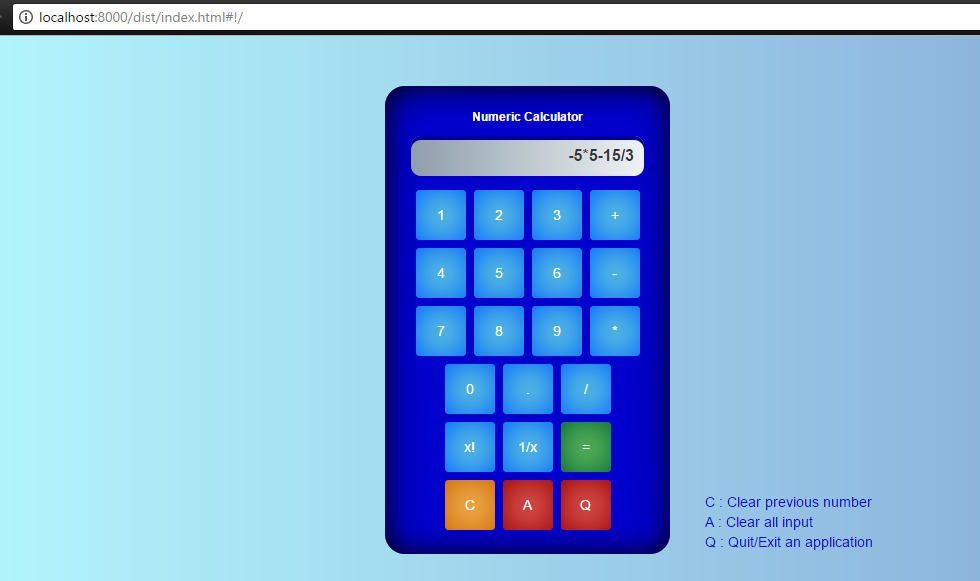 localhost:8000/dist/index.html#!/
Numeric Calculator
-5*5-15/3
1 2 3 +
4 5 6 -
7 8 9 *
0 . /
x! 1/x =
C A Q
C : Clear previous number
A : Clear all input
Q : Quit/Exit an application